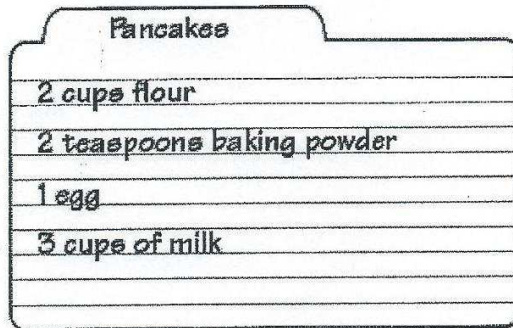 Pancakes
2 cups flour
2 teaspoons baking powder
1 egg
3 cups of milk